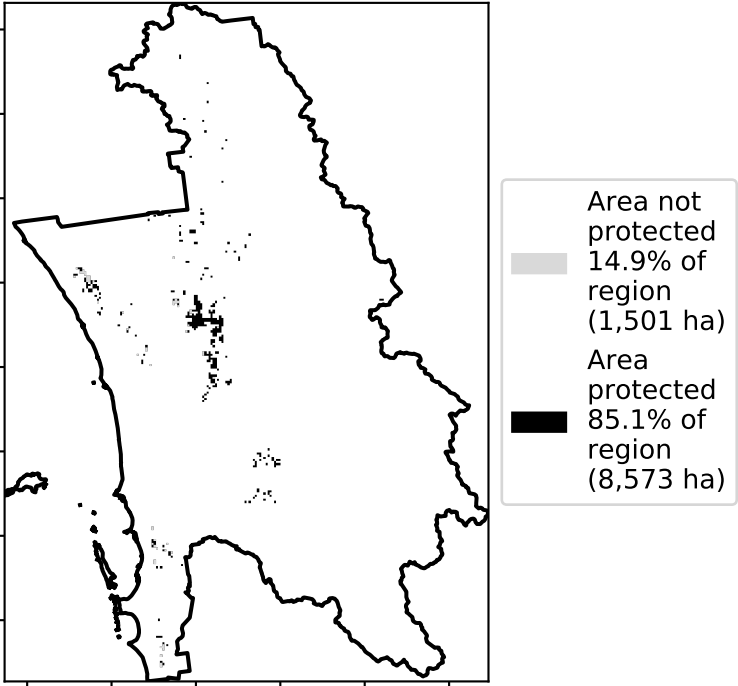 Area not
protected
14.9% of
region
(1,501 ha)
Area
protected
85.1% of
region
(8,573 ha)